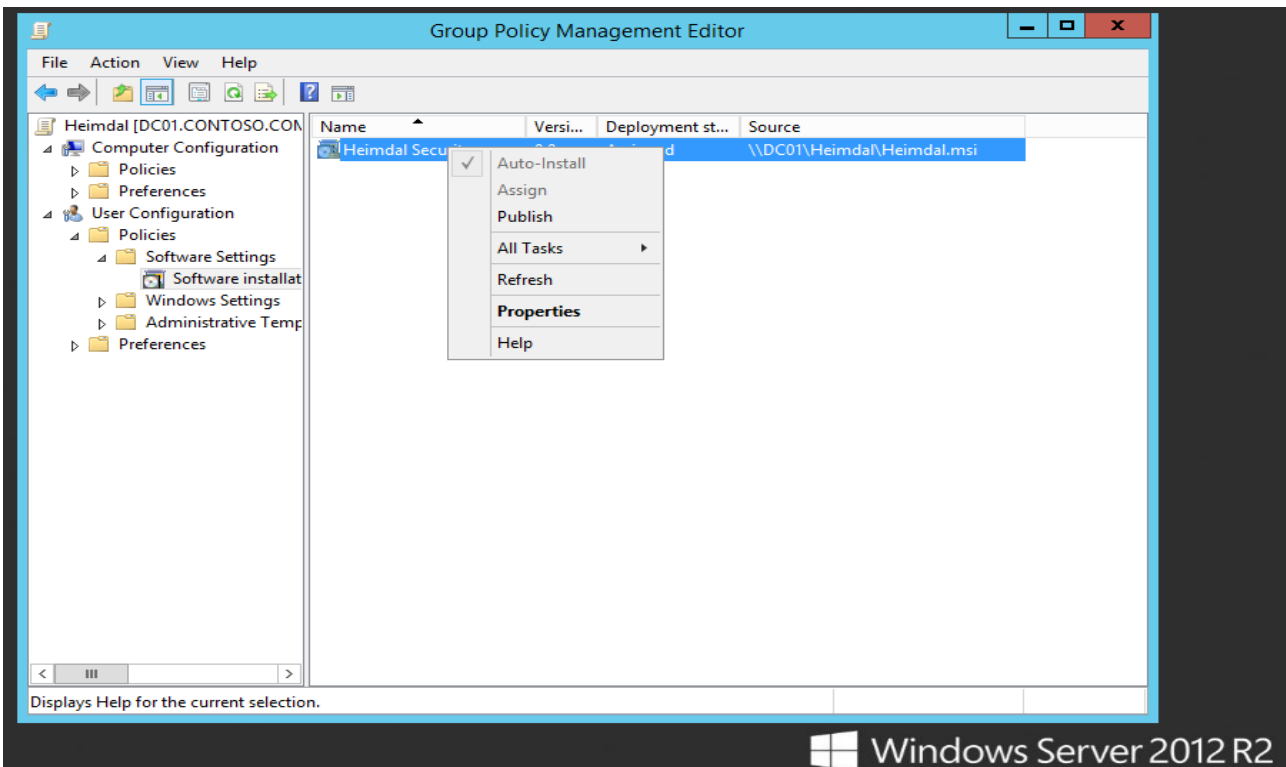 Group Policy Management Editor
File Action View Help
Heimdal [DC01.CONTOSO.CON
Computer Configuration
Policies
Preferences
User Configuration
Policies
Software Settings
Software installat
Windows Settings
Administrative Temp
Preferences
Name Versi... Deployment st... Source
Heimdal \\DC01\Heimdal\Heimdal.msi
Auto-Install
Assign
Publish
All Tasks
Refresh
Properties
Help
Displays Help for the current selection.
Windows Server 2012 R2